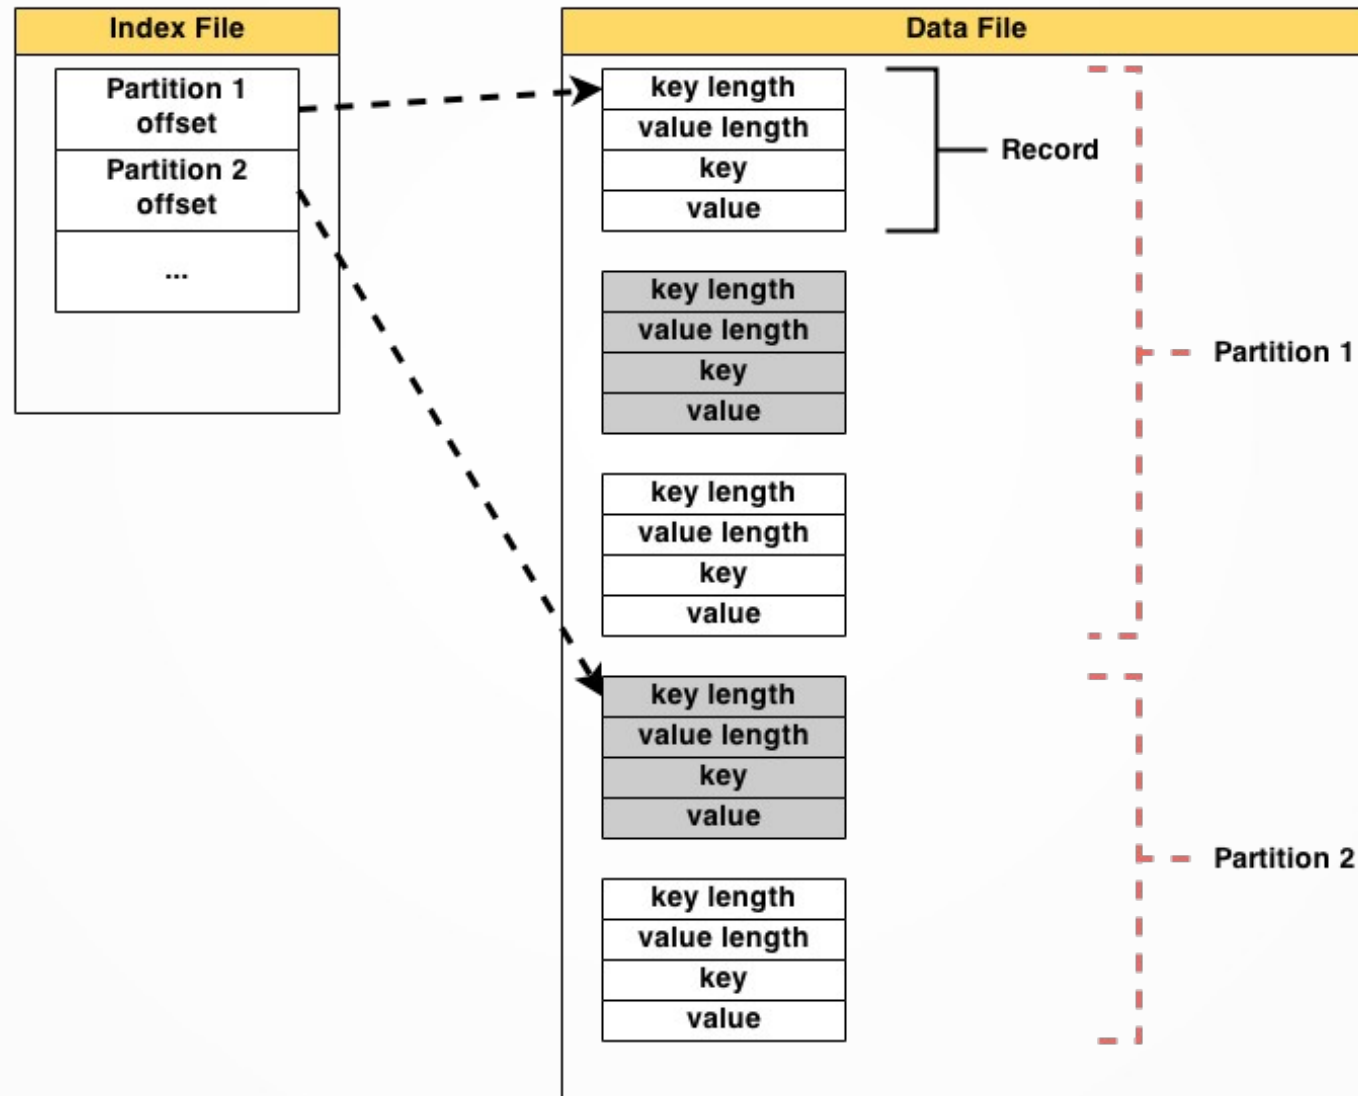 Index File
Partition 1
offset
Partition 2
offset
...
Data File
key length
value length
key
value
Record
key length
value length
key
value
Partition 1
key length
value length
key
value
key length
value length
key
value
Partition 2
key length
value length
key
value